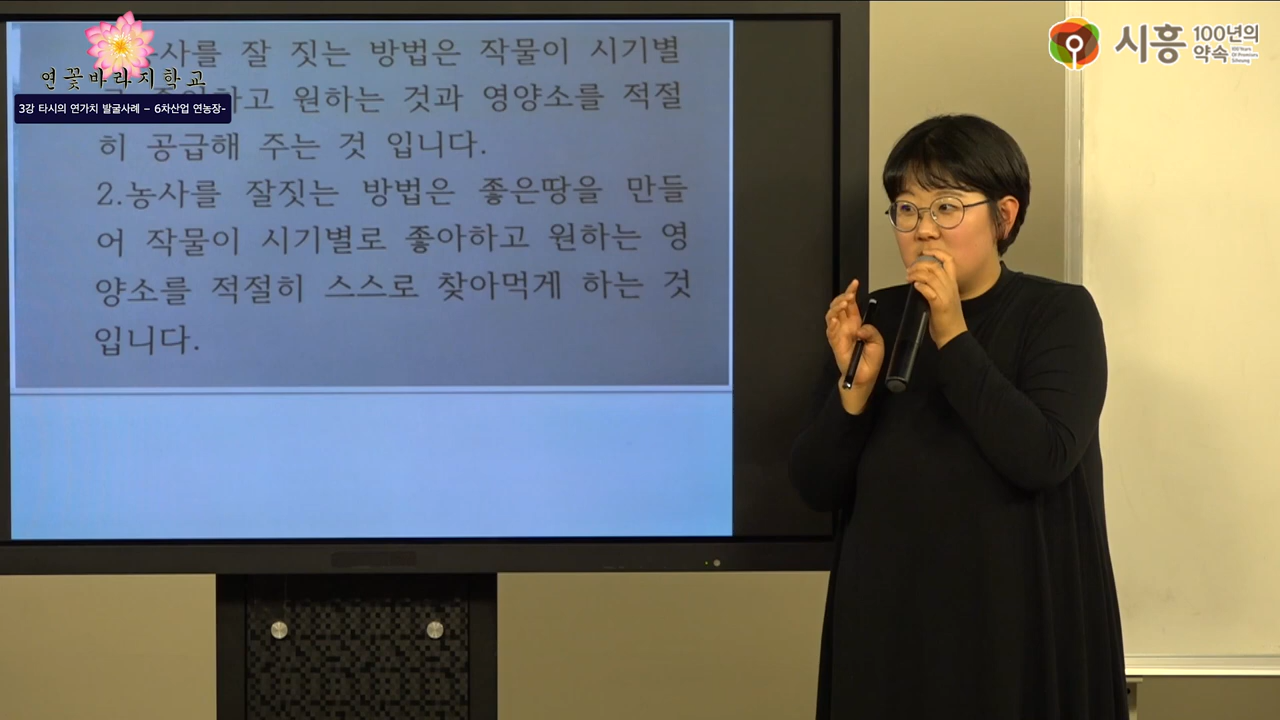 연꽃바라지학교
3강 타시의 연가치 발굴사례 – 6차산업 연농장-
시흥 100년의 약속
사를 잘 짓는 방법은 작물이 시기별
하고 원하는 것과 영양소를 적절
히 공급해 주는 것 입니다.
2.농사를 잘짓는 방법은 좋은땅을 만들
어 작물이 시기별로 좋아하고 원하는 영
양소를 적절히 스스로 찾아먹게 하는 것
입니다.